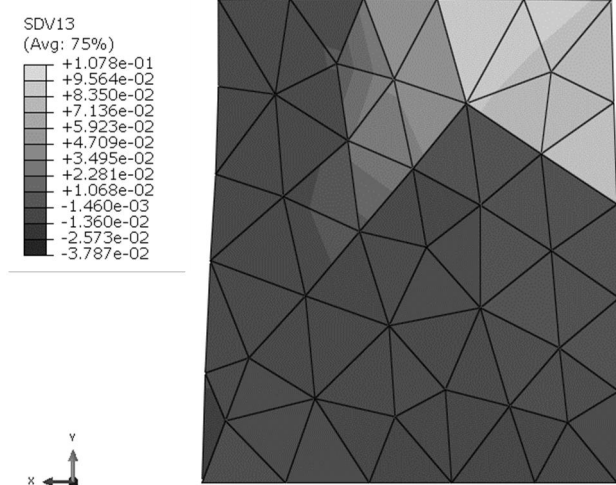 SDV13
(Avg: 75%)
+1.078e-01
+9.564e-02
+8.350e-02
+7.136e-02
+5.923e-02
+4.709e-02
+3.495e-02
+2.281e-02
+1.068e-02
-1.460e-03
-1.360e-02
-2.573e-02
-3.787e-02
Y
X